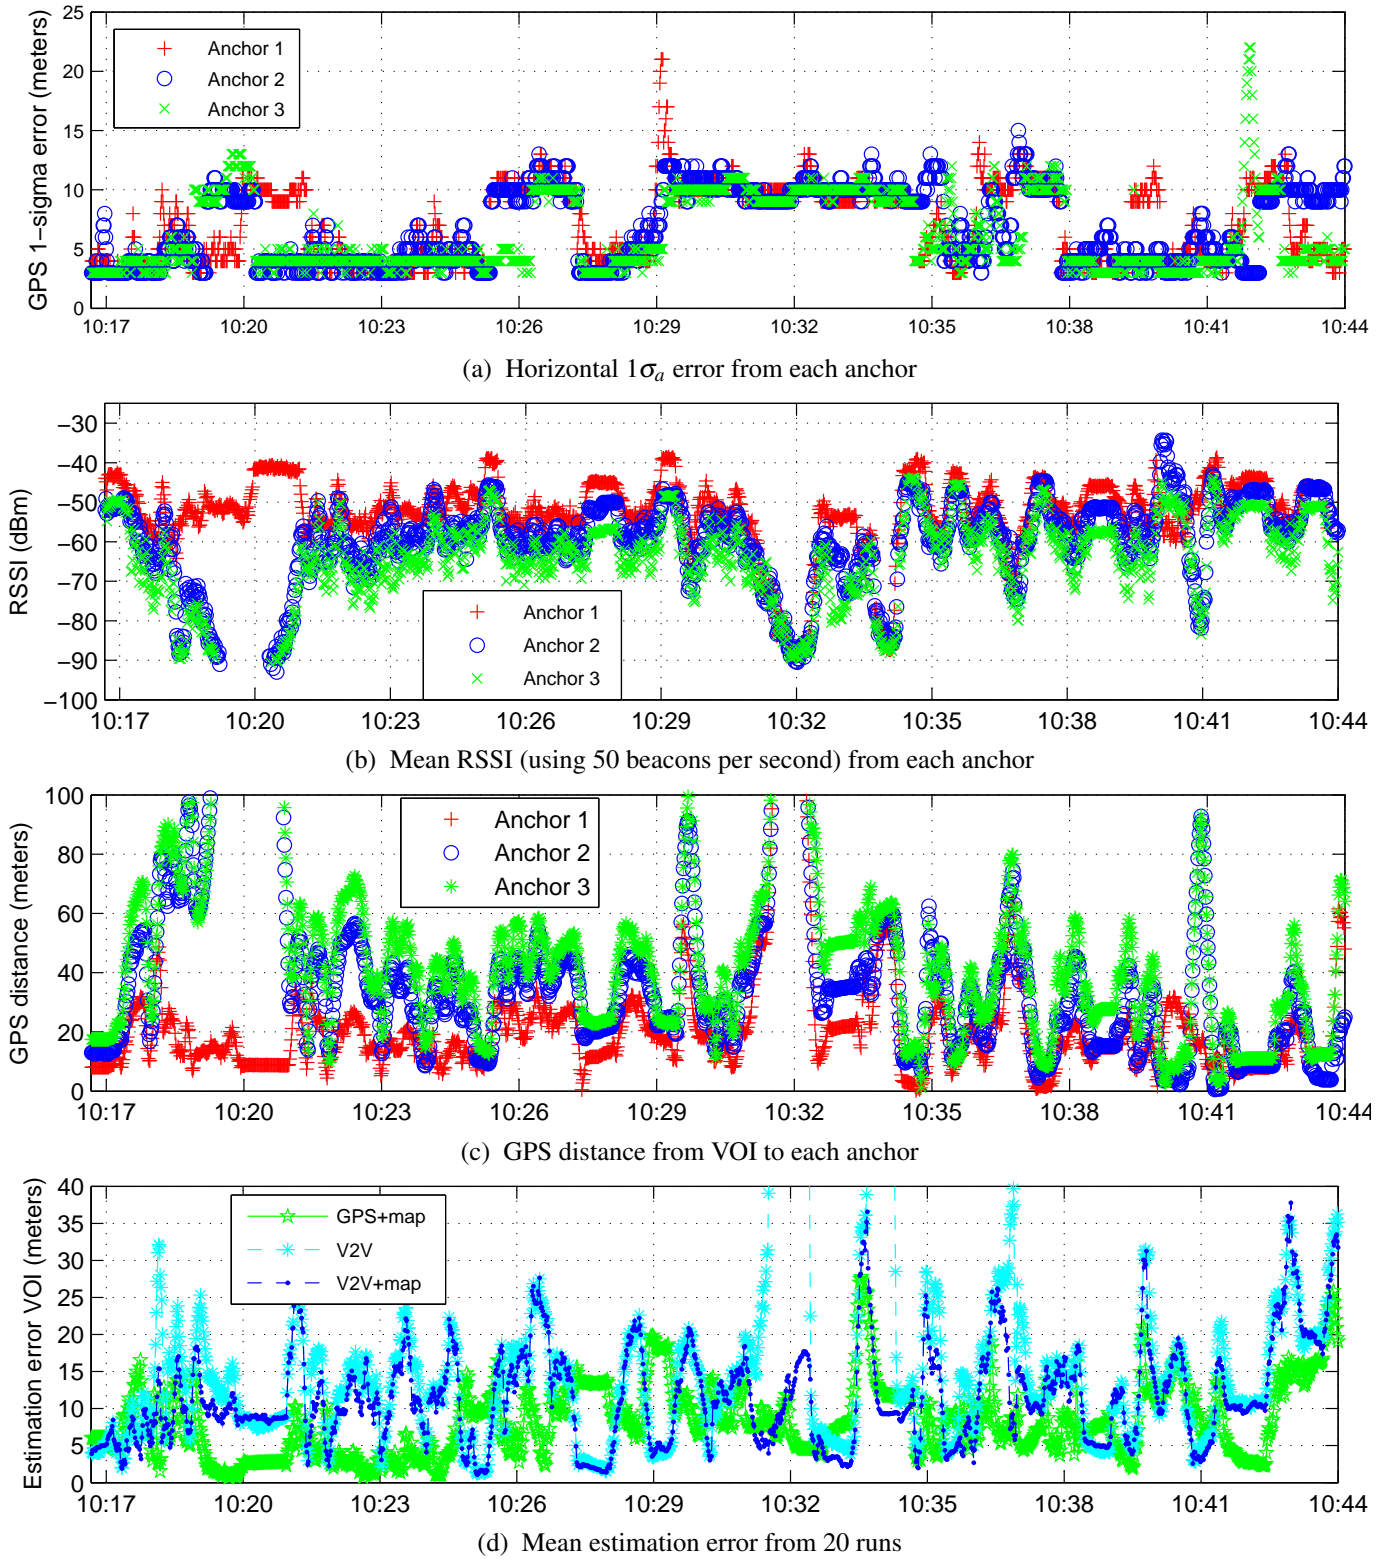 25
20
15
10
5
0
GPS 1−sigma error (meters)
Anchor 1
Anchor 2
Anchor 3
10:17 10:20 10:23 10:26 10:29 10:32 10:35 10:38 10:41 10:44
(a) Horizontal 1σa error from each anchor
−30
−40
−50
−60
−70
−80
−90
−100
RSSI (dBm)
Anchor 1
Anchor 2
Anchor 3
10:17 10:20 10:23 10:26 10:29 10:32 10:35 10:38 10:41 10:44
(b) Mean RSSI (using 50 beacons per second) from each anchor
100
80
60
40
20
0
GPS distance (meters)
Anchor 1
Anchor 2
Anchor 3
10:17 10:20 10:23 10:26 10:29 10:32 10:35 10:38 10:41 10:44
(c) GPS distance from VOI to each anchor
40
35
30
25
20
15
10
5
0
Estimation error VOI (meters)
GPS+map
V2V
V2V+map
10:17 10:20 10:23 10:26 10:29 10:32 10:35 10:38 10:41 10:44
(d) Mean estimation error from 20 runs